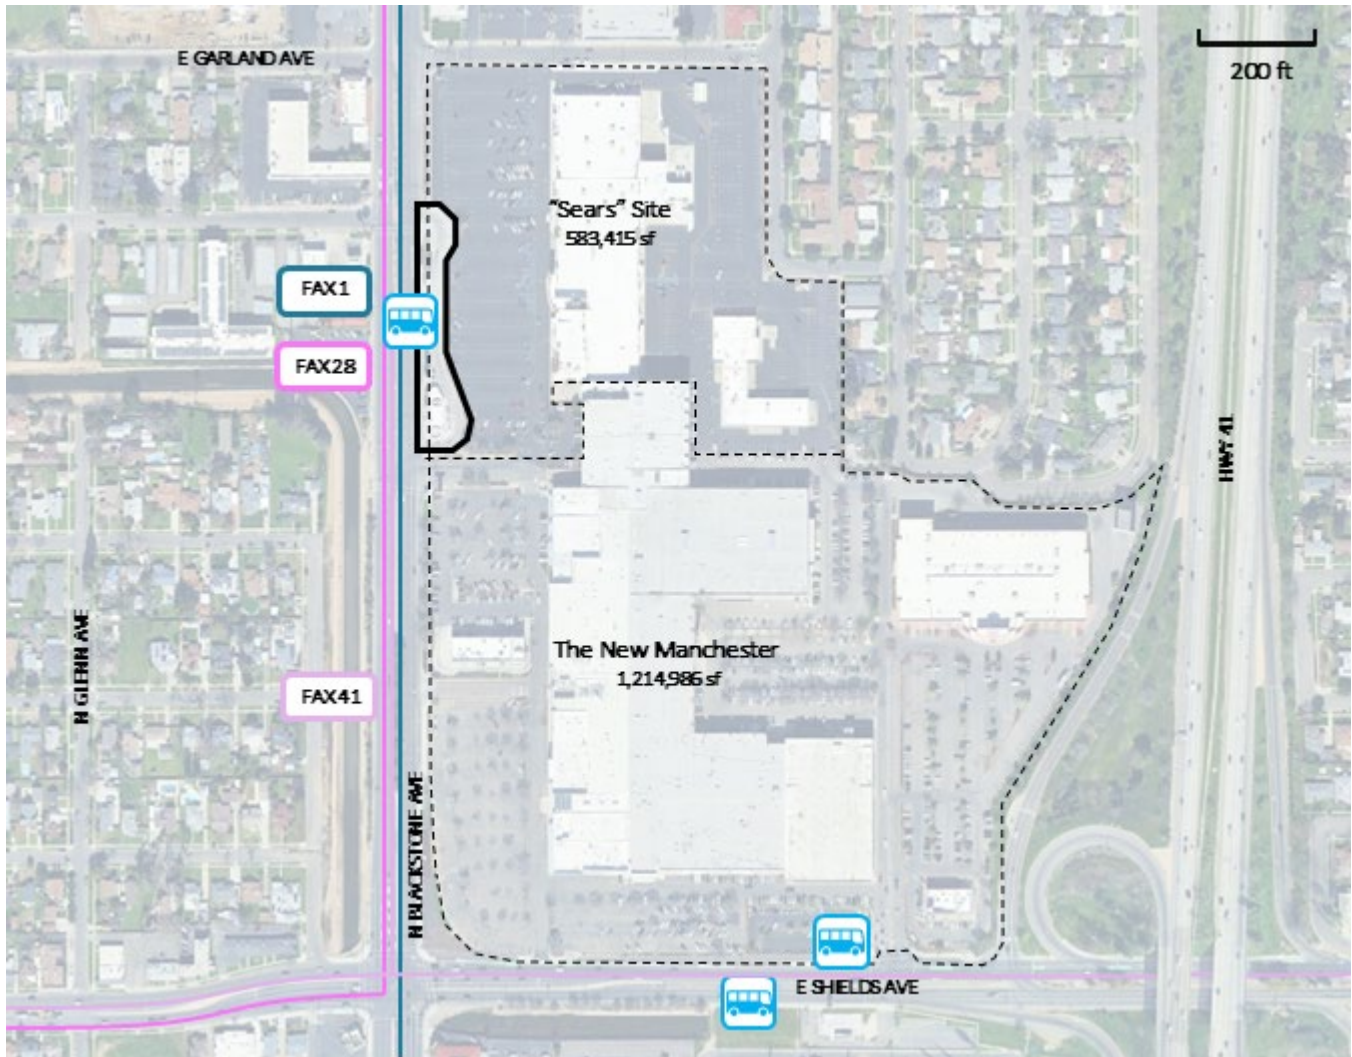 E GARLAND AVE
200 ft
"Sears" Site
583,415 sf
FAX1
FAX28
HWY 41
N GLENN AVE
The New Manchester
1,214,986 sf
FAX41
N BLACKSTONE AVE
E SHIELDS AVE